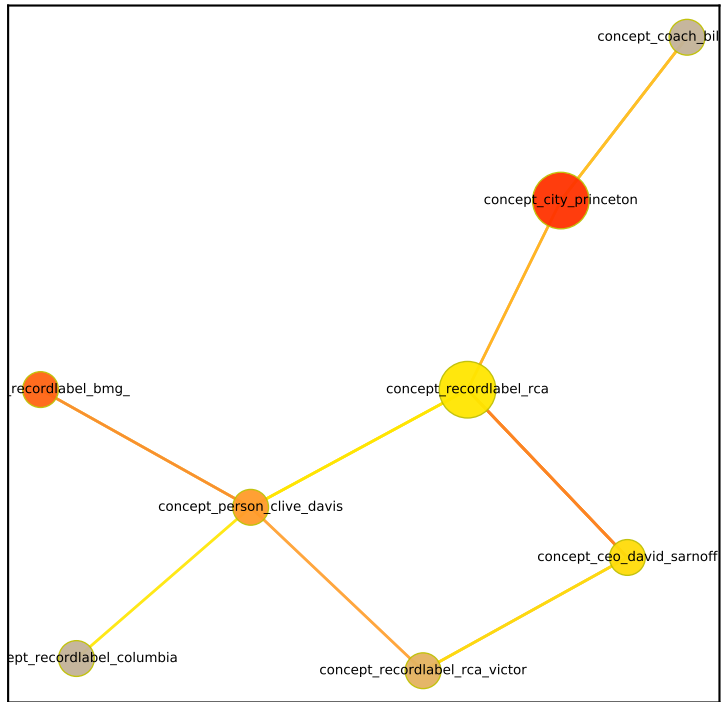 concept_coach_bil
concept_city_princeton
_recordlabel_bmg_
concept_recordlabel_rca
concept_person_clive_davis
concept_ceo_david_sarnoff
ept_recordlabel_columbia
concept_recordlabel_rca_victor